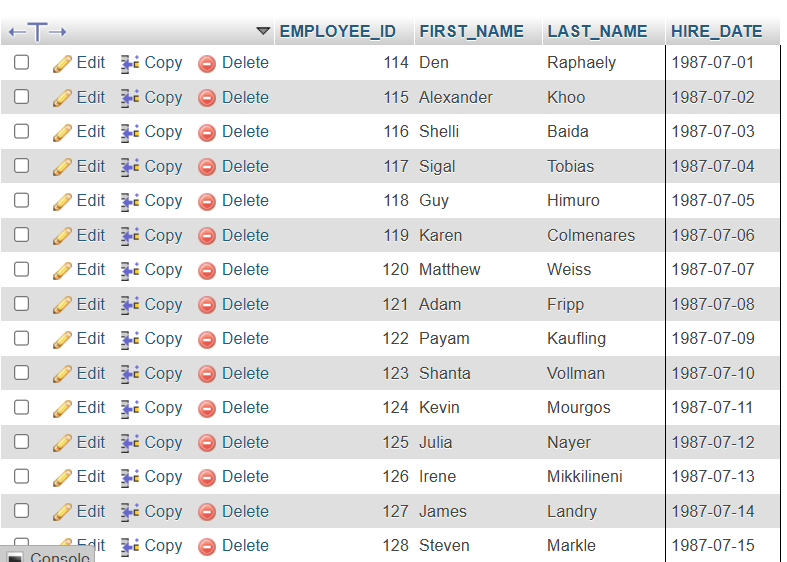 EMPLOYEE_ID FIRST_NAME LAST_NAME HIRE_DATE
Edit Copy Delete 114 Den Raphaely 1987-07-01
Edit Copy Delete 115 Alexander Khoo 1987-07-02
Edit Copy Delete 116 Shelli Baida 1987-07-03
Edit Copy Delete 117 Sigal Tobias 1987-07-04
Edit Copy Delete 118 Guy Himuro 1987-07-05
Edit Copy Delete 119 Karen Colmenares 1987-07-06
Edit Copy Delete 120 Matthew Weiss 1987-07-07
Edit Copy Delete 121 Adam Fripp 1987-07-08
Edit Copy Delete 122 Payam Kaufling 1987-07-09
Edit Copy Delete 123 Shanta Vollman 1987-07-10
Edit Copy Delete 124 Kevin Mourgos 1987-07-11
Edit Copy Delete 125 Julia Nayer 1987-07-12
Edit Copy Delete 126 Irene Mikkilineni 1987-07-13
Edit Copy Delete 127 James Landry 1987-07-14
Edit Copy Delete 128 Steven Markle 1987-07-15
Console